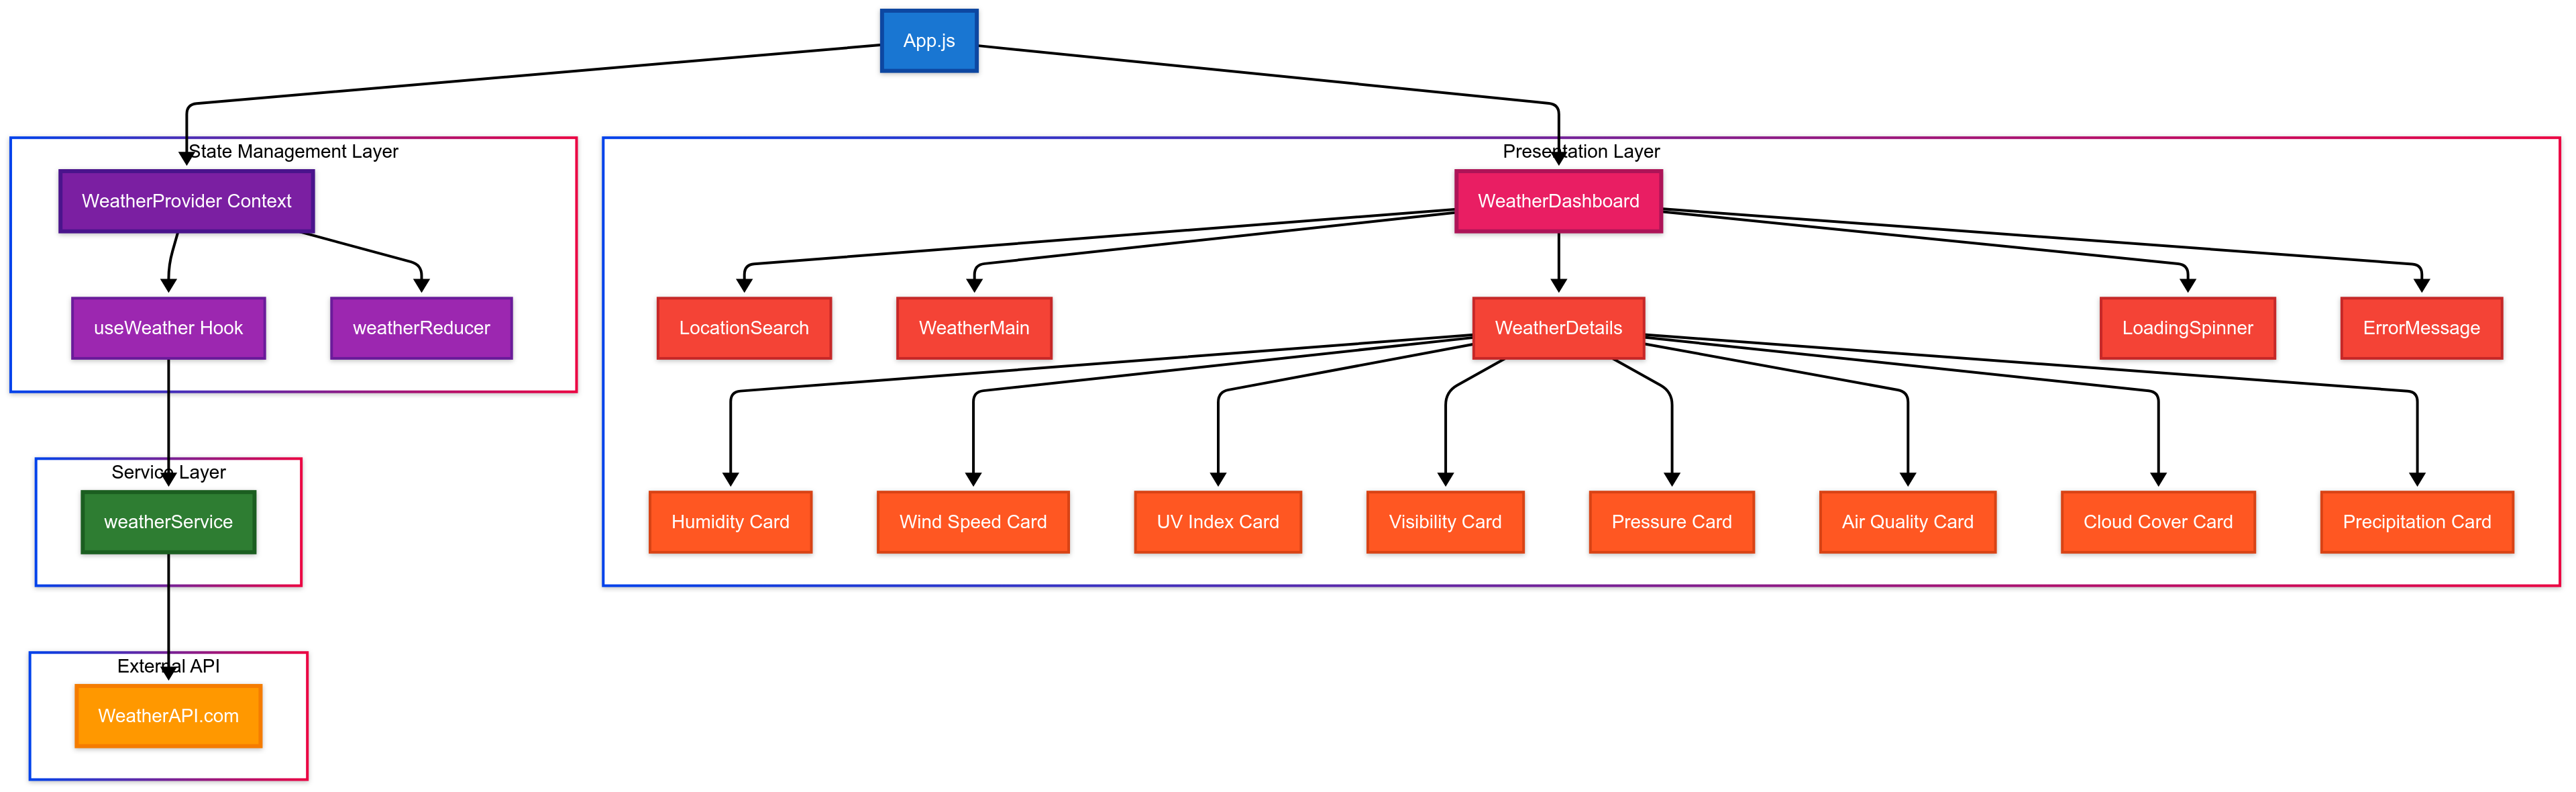 App.js
State Management Layer
Presentation Layer
WeatherProvider Context
WeatherDashboard
useWeather Hook
weatherReducer
LocationSearch
WeatherMain
WeatherDetails
LoadingSpinner
ErrorMessage
Service Layer
weatherService
Humidity Card
Wind Speed Card
UV Index Card
Visibility Card
Pressure Card
Air Quality Card
Cloud Cover Card
Precipitation Card
External API
WeatherAPI.com